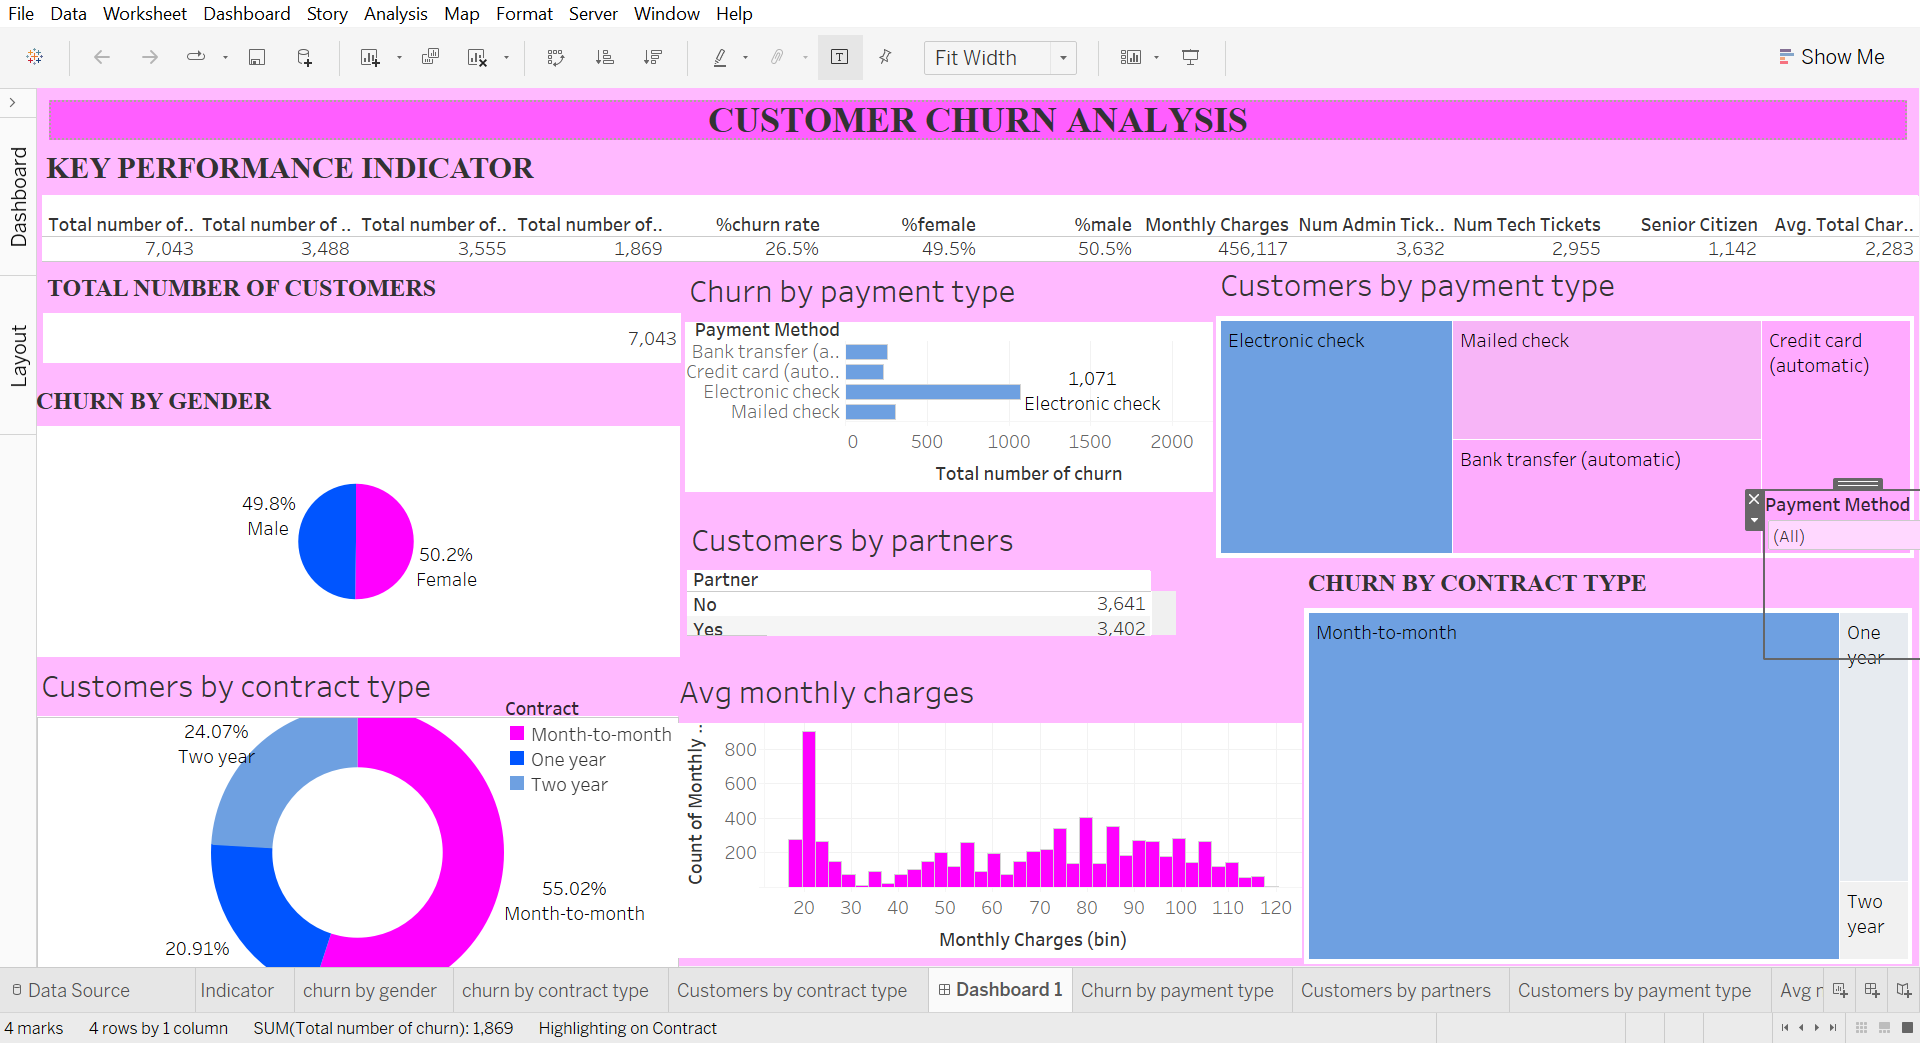 File Data Worksheet Dashboard Story Analysis Map Format Server Window Help
Fit Width
Show Me
Dashboard
Layout
CUSTOMER CHURN ANALYSIS
KEY PERFORMANCE INDICATOR
Total number of.. Total number of .. Total number of.. Total number of.. %churn rate %female %male Monthly Charges Num Admin Tick.. Num Tech Tickets Senior Citizen Avg. Total Char..
7,043 3,488 3,555 1,869 26.5% 49.5% 50.5% 456,117 3,632 2,955 1,142 2,283
TOTAL NUMBER OF CUSTOMERS
7,043
CHURN BY GENDER
49.8%
Male
50.2%
Female
Customers by contract type
Contract
Month-to-month
One year
Two year
24.07%
Two year
55.02%
Month-to-month
20.91%
Churn by payment type
Payment Method
Bank transfer (a..
Credit card (auto..
Electronic check
Mailed check
1,071
Electronic check
0 500 1000 1500 2000
Total number of churn
Customers by partners
Partner
No 3,641
Yes 3,402
Avg monthly charges
Count of Monthly ..
800
600
400
200
20 30 40 50 60 70 80 90 100 110 120
Monthly Charges (bin)
Customers by payment type
Electronic check
Mailed check
Credit card
(automatic)
Bank transfer (automatic)
Payment Method
(All)
CHURN BY CONTRACT TYPE
Month-to-month
One
year
Two
year
Data Source Indicator churn by gender churn by contract type Customers by contract type Dashboard 1 Churn by payment type Customers by partners Customers by payment type Avg r
4 marks 4 rows by 1 column SUM(Total number of churn): 1,869 Highlighting on Contract